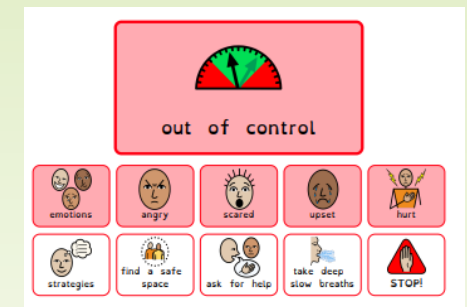 out of control
emotions
angry
scared
upset
hurt
strategies
find a safe
space
ask for help
take deep
slow breaths
STOP!